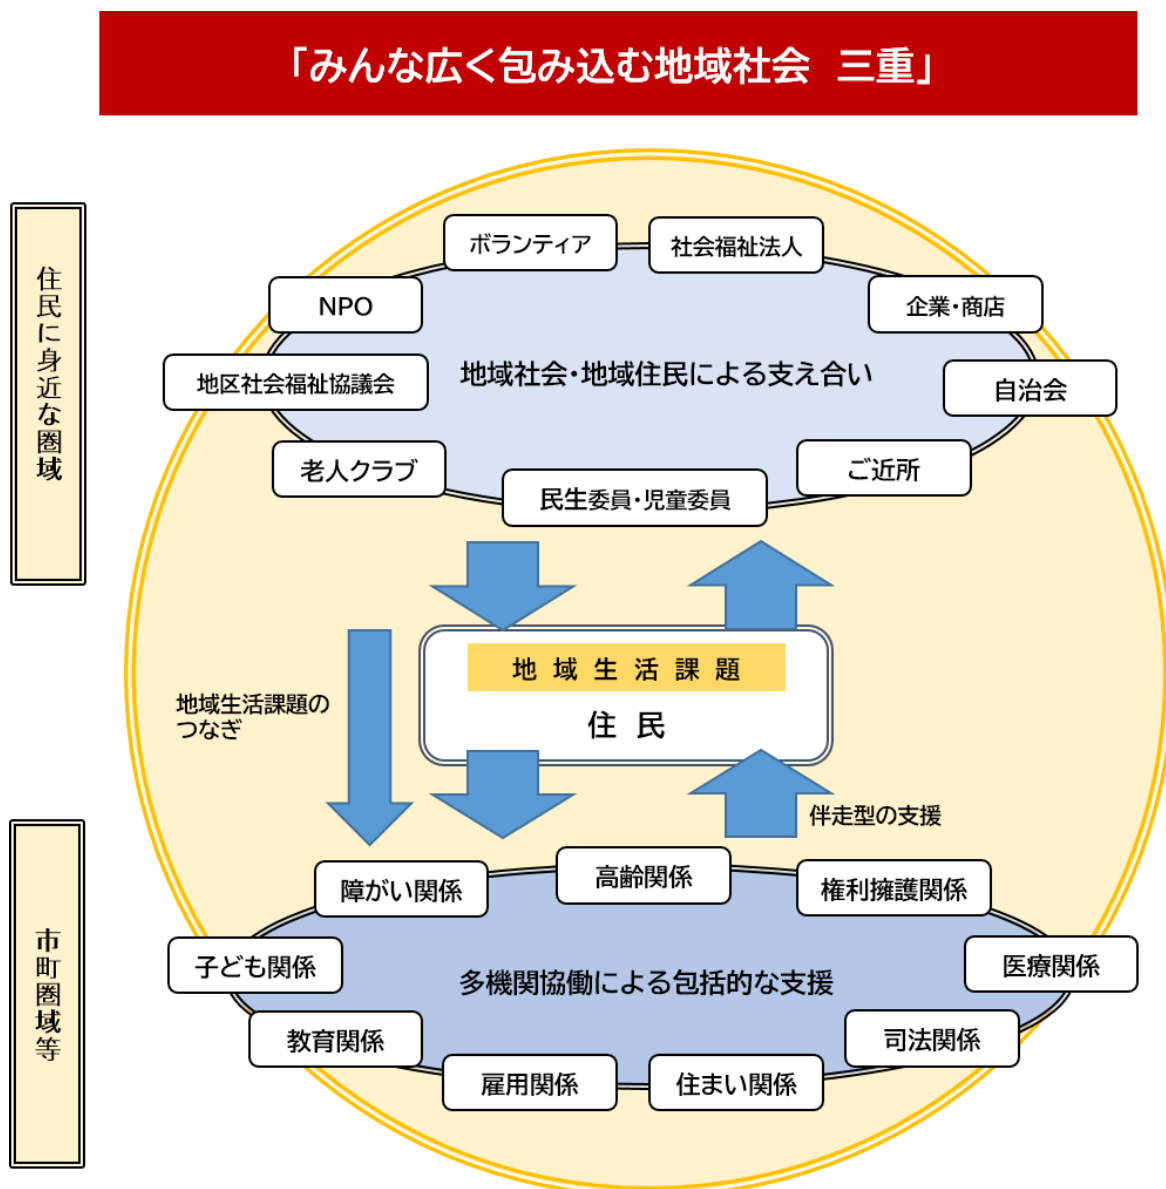 「みんな広く包み込む地域社会　三重」
住民に身近な圏域
ボランティア
社会福祉法人
NPO
企業・商店
地区社会福祉協議会
地域社会・地域住民による支え合い
自治会
老人クラブ
ご近所
民生委員・児童委員
地域生活課題
住民
地域生活課題の
つなぎ
伴走型の支援
市町圏域等
障がい関係
高齢関係
権利擁護関係
子ども関係
多機関協働による包括的な支援
医療関係
教育関係
司法関係
雇用関係
住まい関係